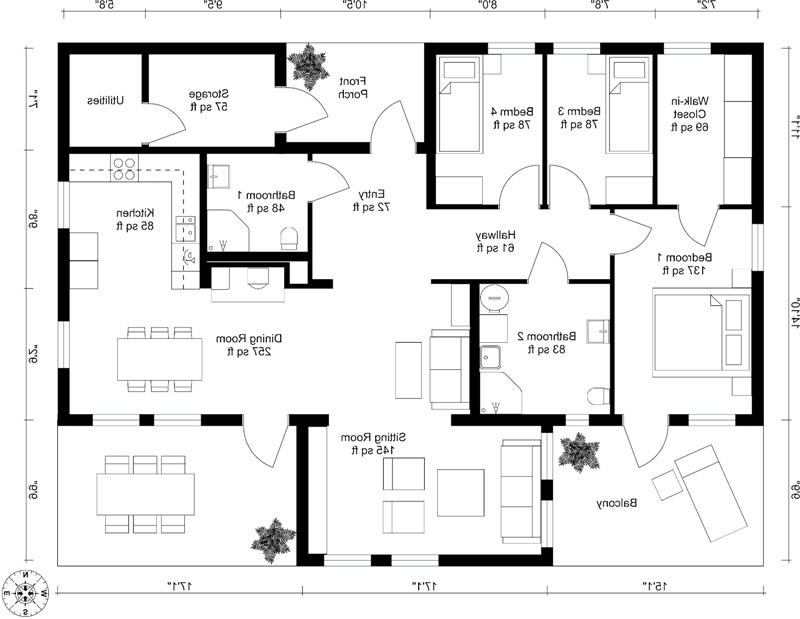 5'8"
9'5"
10'5"
8'0"
7'8"
7'2"
7'1"
9'8"
9'2"
9'9"
Utilities
Storage
57 sq ft
Front
Porch
Bedrm 4
78 sq ft
Bedrm 3
78 sq ft
Walk-in
Closet
69 sq ft
11'1"
Kitchen
85 sq ft
Bathroom 1
48 sq ft
Entry
72 sq ft
Hallway
61 sq ft
Bedroom 1
137 sq ft
14'10"
Dining Room
257 sq ft
Bathroom 2
83 sq ft
Sitting Room
145 sq ft
Balcony
9'9"
17'1"
17'1"
15'1"
N
E
W
S